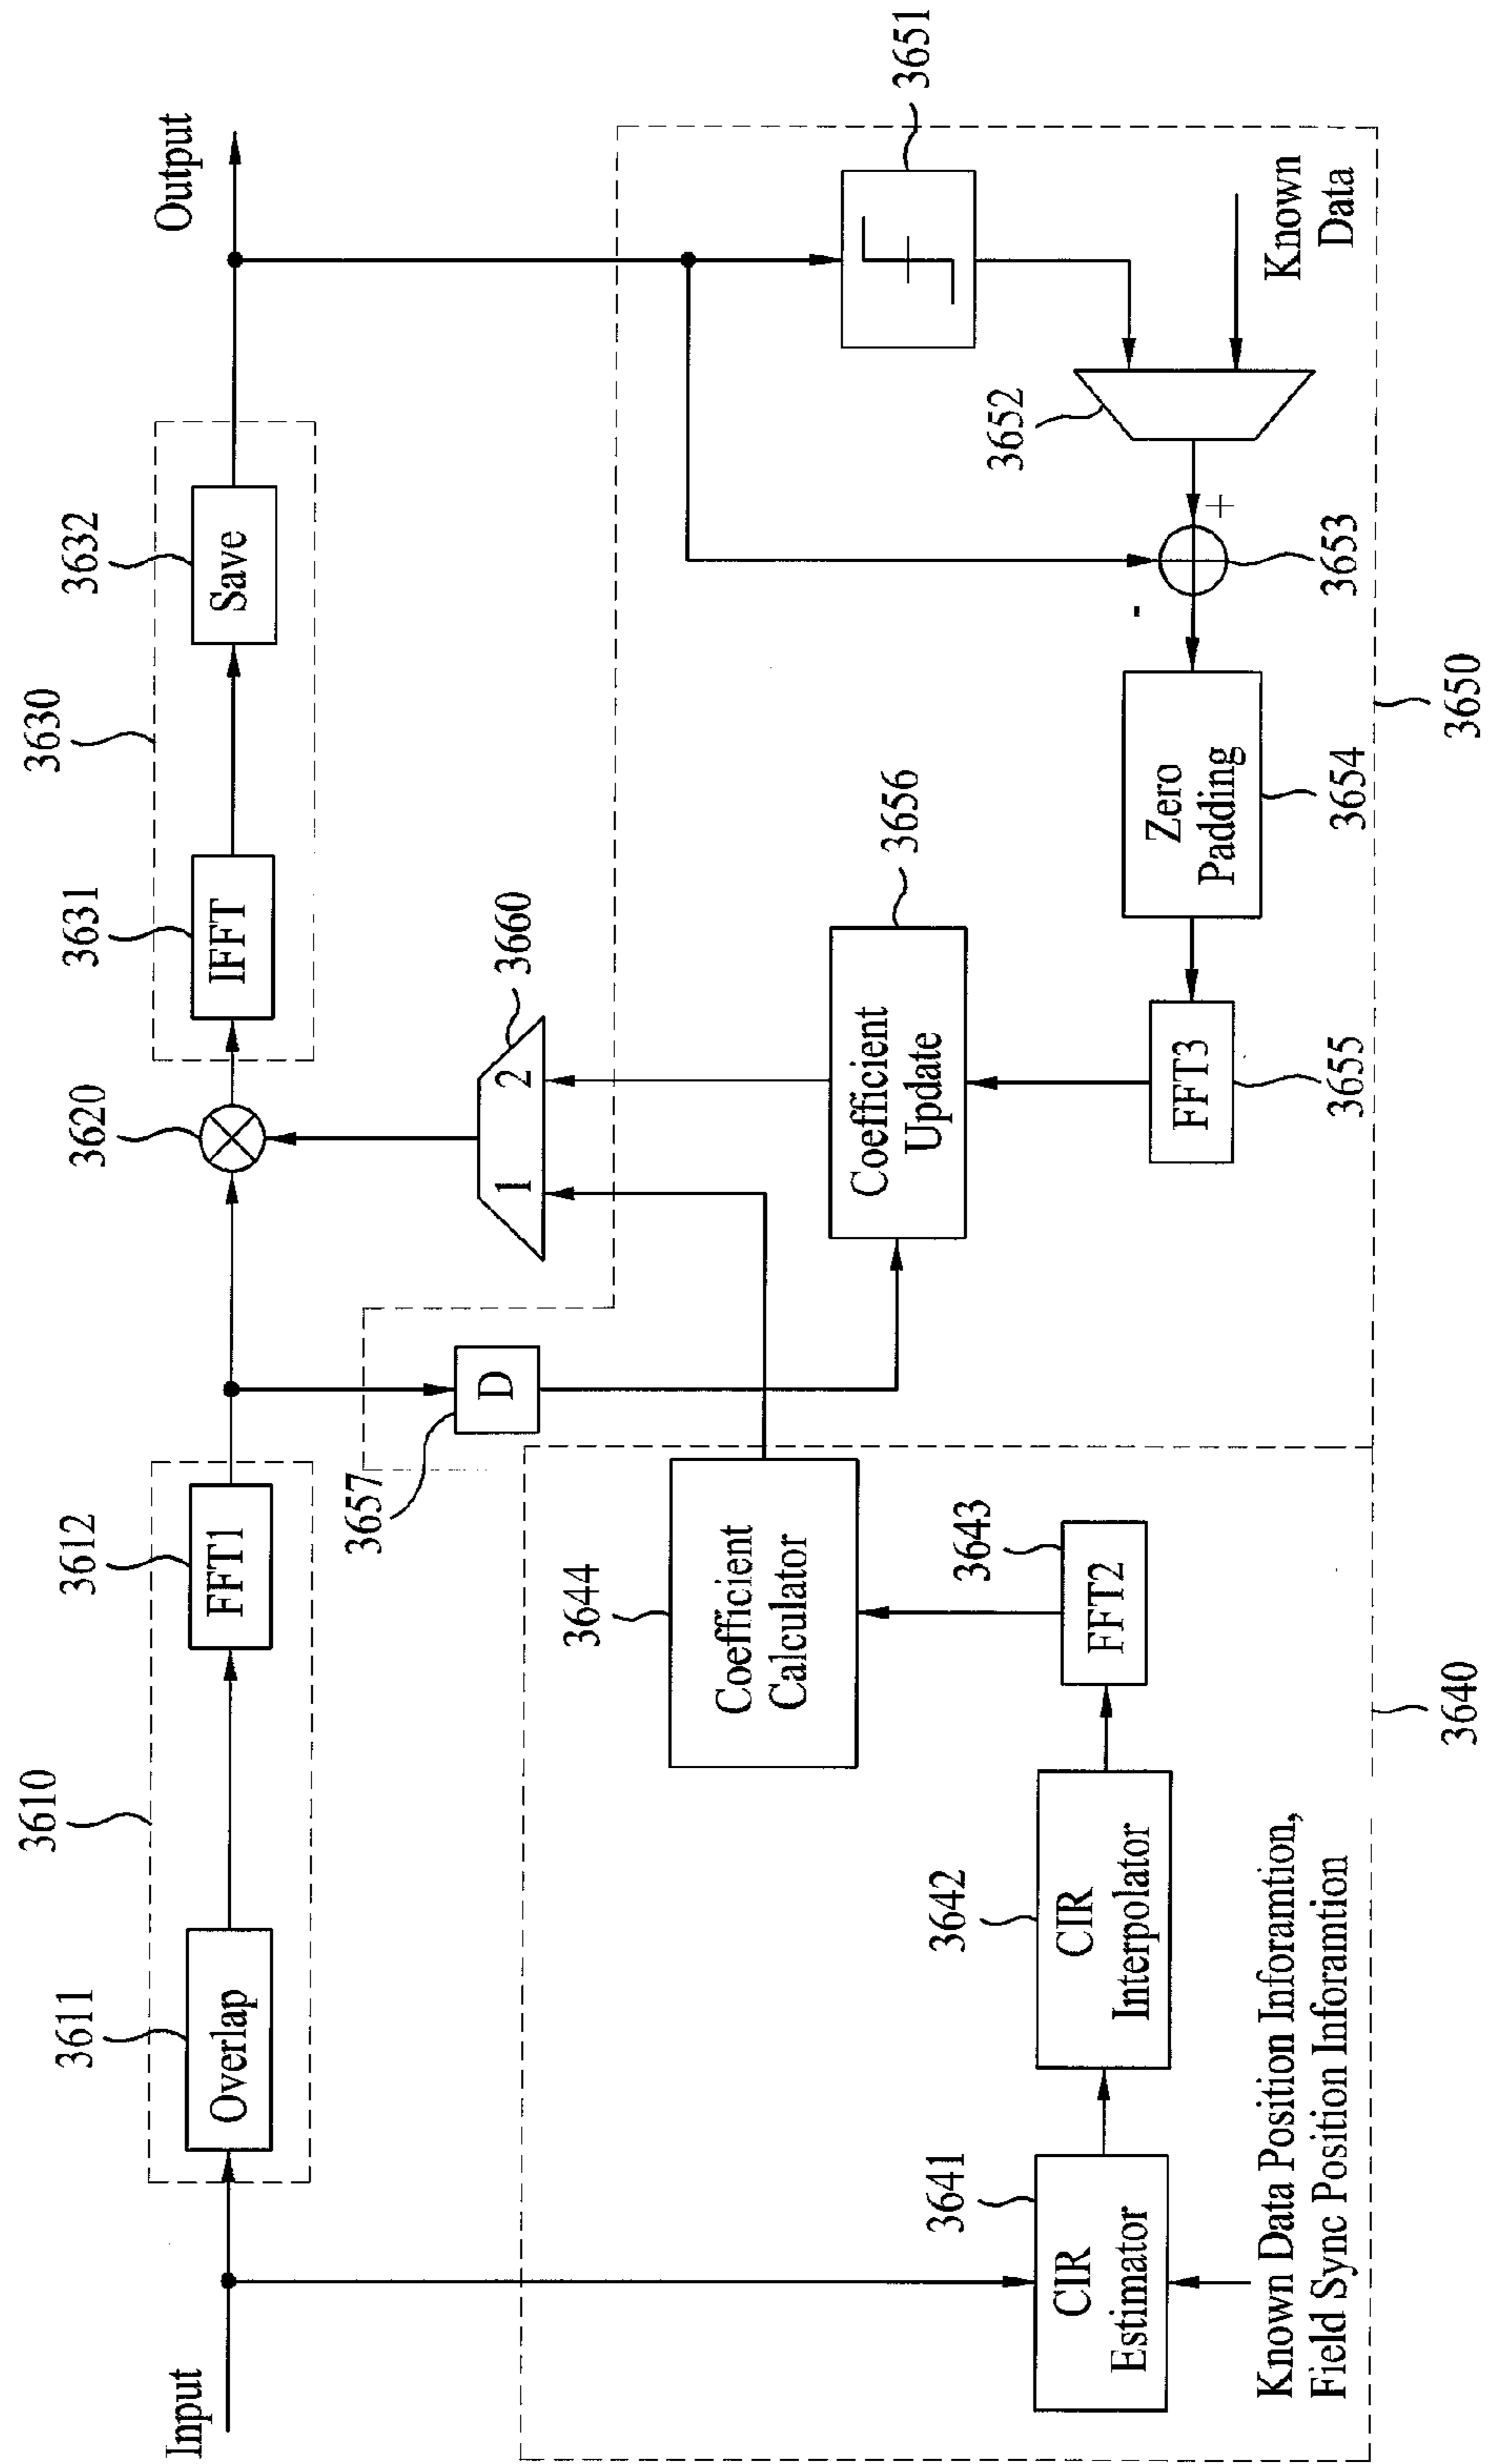 3610
3630
3611
3612
3620
3631
3632
Input
Overlap
FFT1
IFFT
Save
Output
3657
D
3660
1
2
3644
Coefficient
Calculator
3656
Coefficient
Update
3651
3641
CIR
Estimator
3642
CIR
Interpolator
3643
FFT2
FFT3
3655
Zero
Padding
3654
-
+
3653
3652
Known
Data
Known Data Position Inforamtion,
Field Sync Position Inforamtion
3640
3650